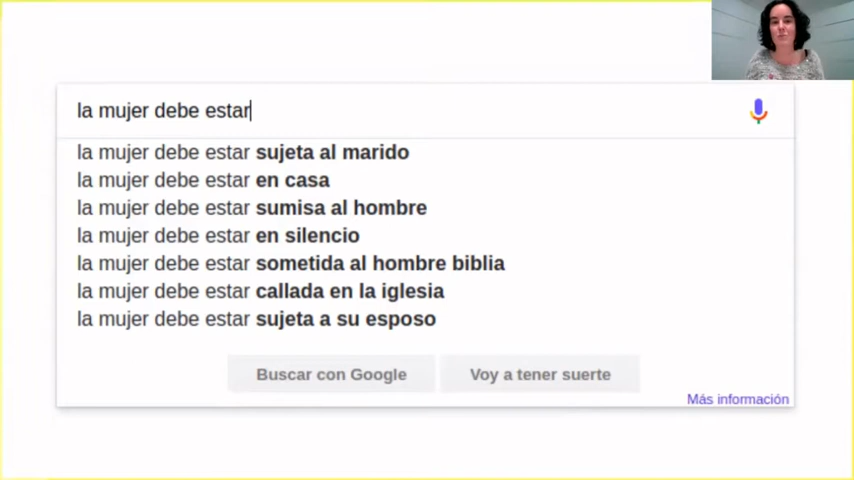 la mujer debe estar
la mujer debe estar sujeta al marido
la mujer debe estar en casa
la mujer debe estar sumisa al hombre
la mujer debe estar en silencio
la mujer debe estar sometida al hombre biblia
la mujer debe estar callada en la iglesia
la mujer debe estar sujeta a su esposo
Buscar con Google Voy a tener suerte
Más información